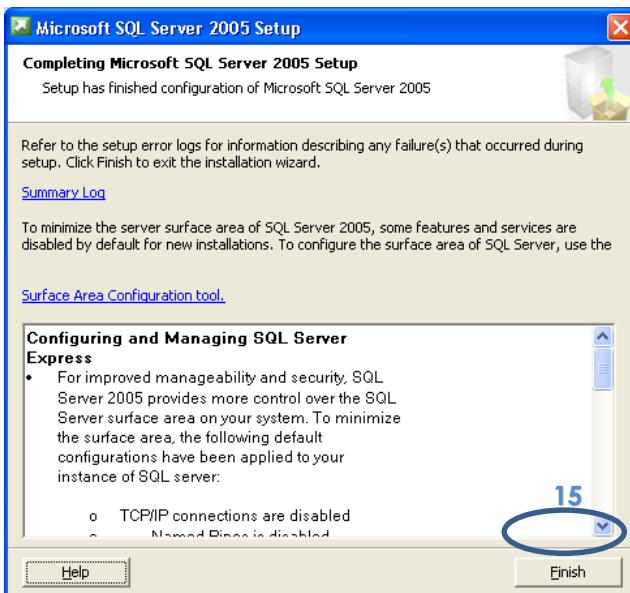 Microsoft SQL Server 2005 Setup
Completing Microsoft SQL Server 2005 Setup
Setup has finished configuration of Microsoft SQL Server 2005
Refer to the setup error logs for information describing any failure(s) that occurred during
setup. Click Finish to exit the installation wizard.
Summary Log
To minimize the server surface area of SQL Server 2005, some features and services are
disabled by default for new installations. To configure the surface area of SQL Server, use the
Surface Area Configuration tool.
Configuring and Managing SQL Server
Express
• For improved manageability and security, SQL
Server 2005 provides more control over the SQL
Server surface area on your system. To minimize
the surface area, the following default
configurations have been applied to your
instance of SQL server:
o TCP/IP connections are disabled
o Named Pipes is disabled
15
Help
Finish